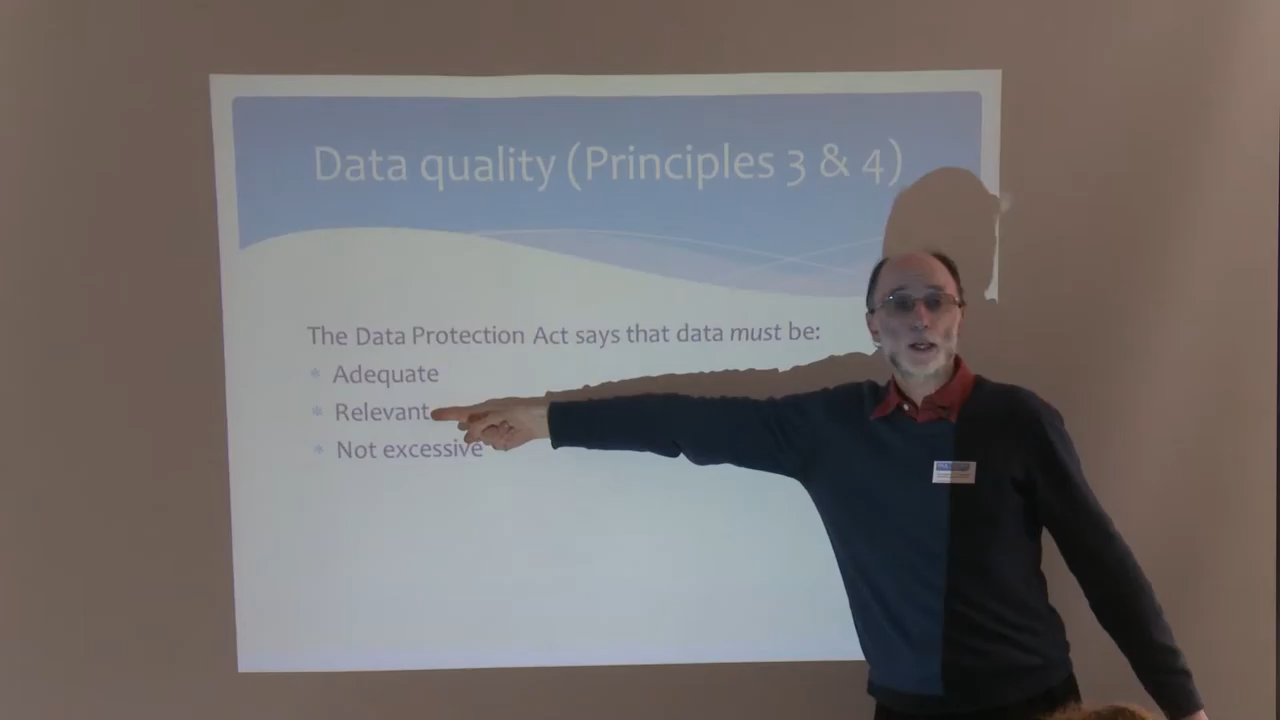 Data quality (Principles 3 & 4)
The Data Protection Act says that data must be:
* Adequate
* Relevant
* Not excessive